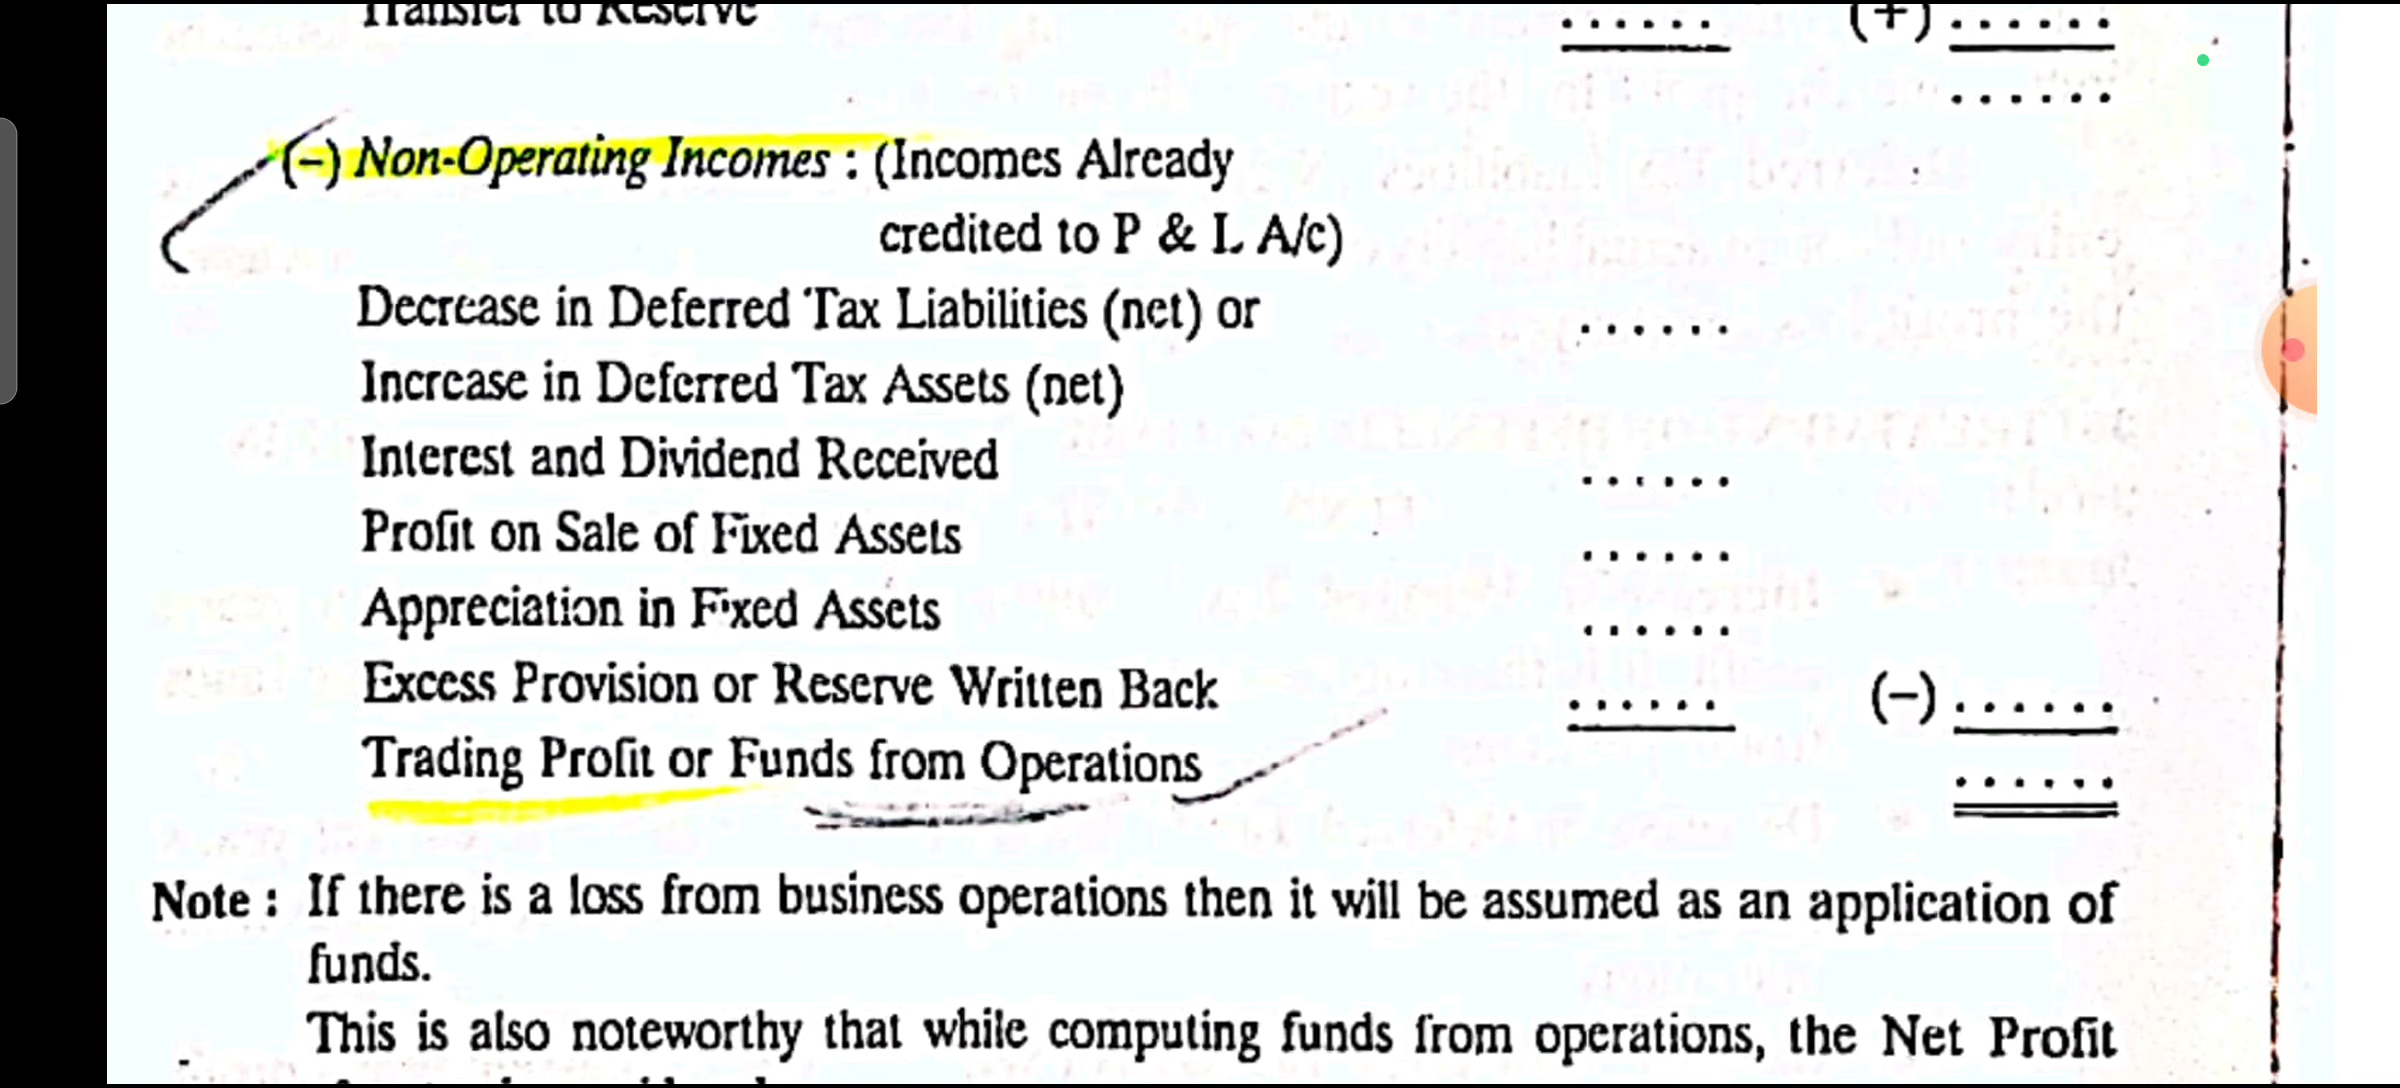 Transfer to Reserve ...... (+) ......
......
(–) Non-Operating Incomes : (Incomes Already
credited to P & L A/c)
Decrease in Deferred Tax Liabilities (net) or ......
Increase in Deferred Tax Assets (net)
Interest and Dividend Received ......
Profit on Sale of Fixed Assets ......
Appreciation in Fixed Assets ......
Excess Provision or Reserve Written Back ...... (–) ......
Trading Profit or Funds from Operations ......
Note : If there is a loss from business operations then it will be assumed as an application of
funds.
This is also noteworthy that while computing funds from operations, the Net Profit